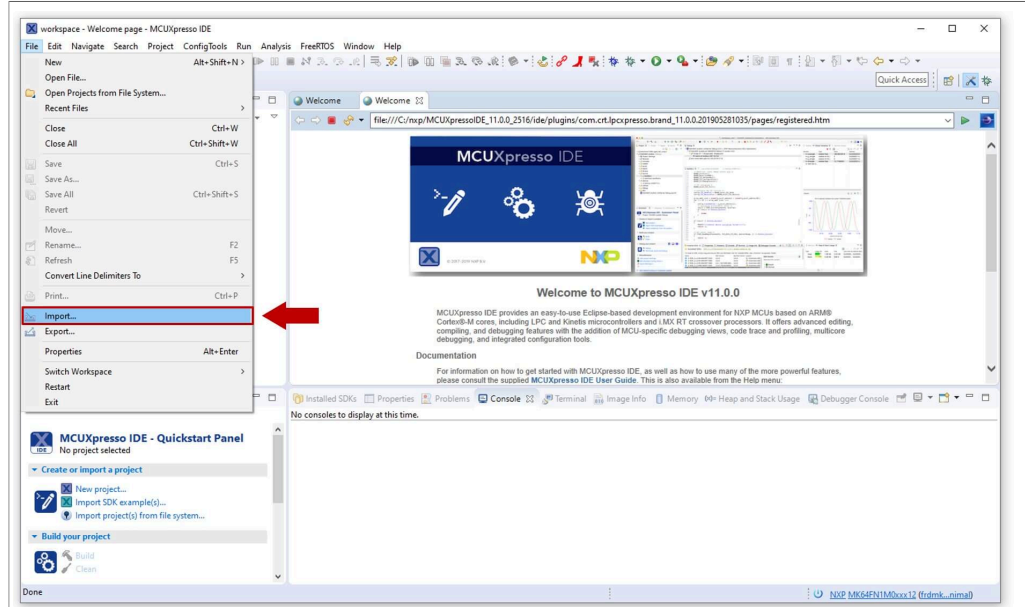 workspace - Welcome page - MCUXpresso IDE
File Edit Navigate Search Project ConfigTools Run Analysis FreeRTOS Window Help
New Alt+Shift+N >
Open File...
Open Projects from File System...
Recent Files >
Close Ctrl+W
Close All Ctrl+Shift+W
Save Ctrl+S
Save As...
Save All Ctrl+Shift+S
Revert
Move...
Rename... F2
Refresh F5
Convert Line Delimiters To >
Print... Ctrl+P
Import...
Export...
Properties Alt+Enter
Switch Workspace >
Restart
Exit
Quick Access
Welcome Welcome
file:///C:/nxp/MCUXpressoIDE_11.0.0_2516/ide/plugins/com.crt.lpcxpresso.brand_11.0.0.201905281035/pages/registered.htm
MCUXpresso IDE
NXP
Welcome to MCUXpresso IDE v11.0.0
MCUXpresso IDE provides an easy-to-use Eclipse-based development environment for NXP MCUs based on ARM®
Cortex®-M cores, including LPC and Kinetis microcontrollers and i.MX RT crossover processors. It offers advanced editing,
compiling, and debugging features with the addition of MCU-specific debugging views, code trace and profiling, multicore
debugging, and integrated configuration tools.
Documentation
For information on how to get started with MCUXpresso IDE, as well as how to use many of the more powerful features,
please consult the supplied MCUXpresso IDE User Guide. This is also available from the Help menu:
Installed SDKs Properties Problems Console Terminal Image Info Memory Heap and Stack Usage Debugger Console
No consoles to display at this time.
IDE
MCUXpresso IDE - Quickstart Panel
No project selected
Create or import a project
New project...
Import SDK example(s)...
Import project(s) from file system...
Build your project
Build
Clean
Done
NXP MK64FN1M0xxx12 (frdmk...nimal)